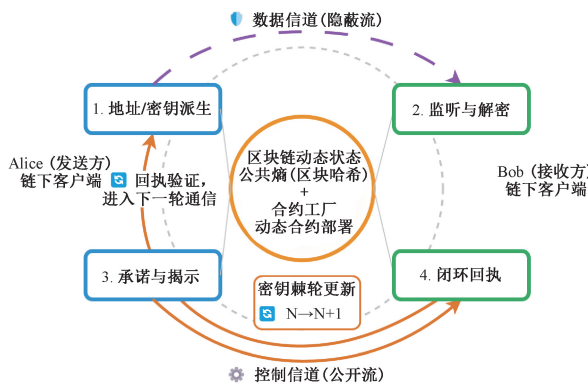 数据信道(隐蔽流)
1. 地址/密钥派生
2. 监听与解密
区块链动态状态
公共熵(区块哈希)
+
合约工厂
动态合约部署
Alice (发送方)
链下客户端
回执验证，
进入下一轮通信
Bob (接收方)
链下客户端
3. 承诺与揭示
4. 闭环回执
密钥棘轮更新
N→N+1
控制信道(公开流)